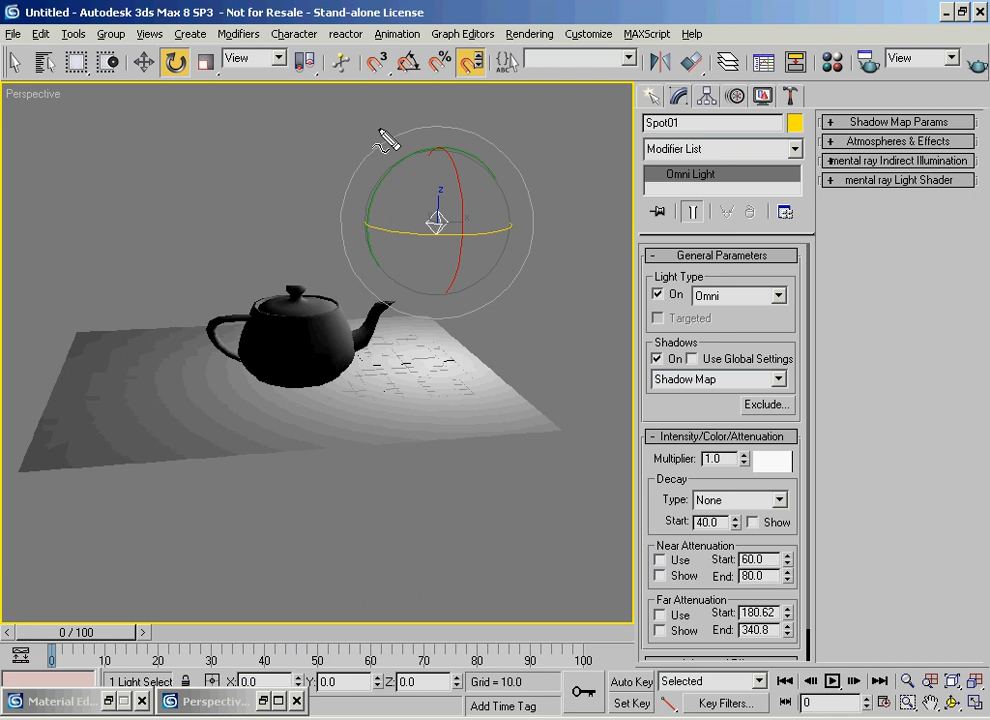 Untitled - Autodesk 3ds Max 8 SP3 - Not for Resale - Stand-alone License
File Edit Tools Group Views Create Modifiers Character reactor Animation Graph Editors Rendering Customize MAXScript Help
View
3
%
ABC
View
Perspective
z
x
Spot01
Modifier List
Omni Light
- General Parameters
Light Type
On Omni
Targeted
Shadows
On Use Global Settings
Shadow Map
Exclude...
- Intensity/Color/Attenuation
Multiplier: 1.0
Decay
Type: None
Start: 40.0 Show
Near Attenuation
Use Start: 60.0
Show End: 80.0
Far Attenuation
Use Start: 180.62
Show End: 340.8
+ Shadow Map Params
+ Atmospheres & Effects
+ mental ray Indirect Illumination
+ mental ray Light Shader
< 0 / 100 >
0 10 20 30 40 50 60 70 80 90 100
1 Light Select X: 0.0 Y: 0.0 Z: 0.0 Grid = 10.0
Add Time Tag
Auto Key Selected
Set Key Key Filters...
0
Material Ed...
Perspectiv...